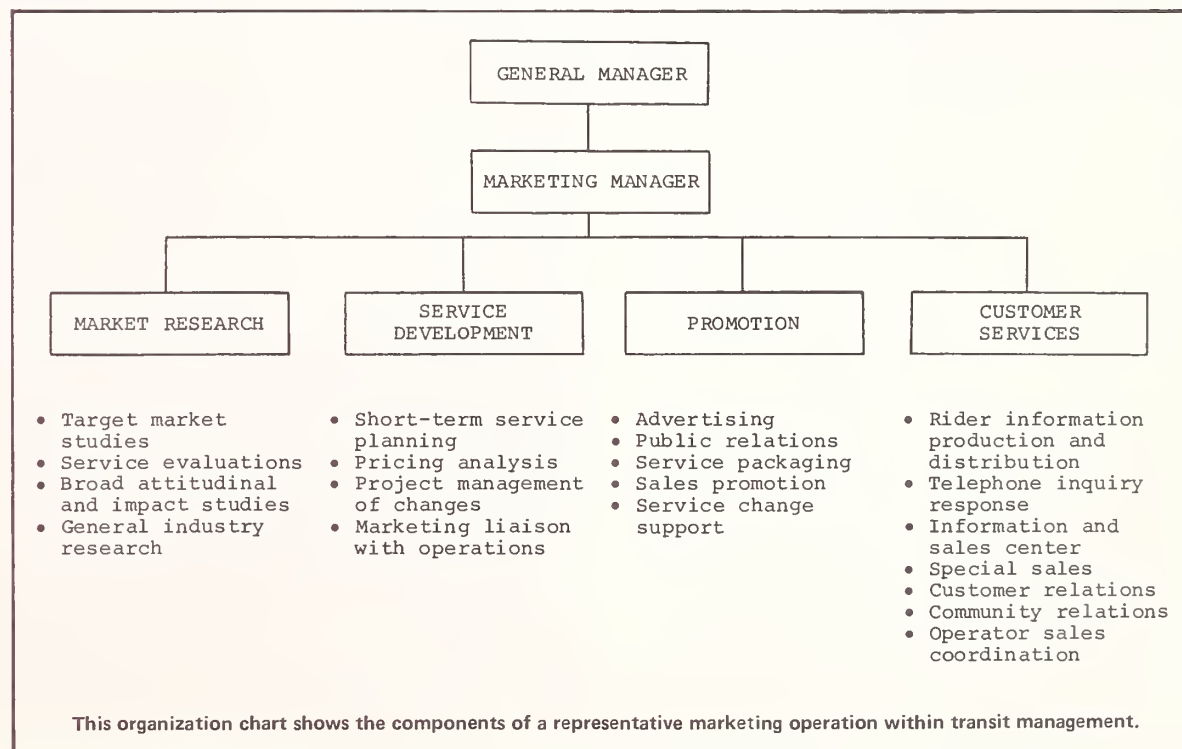 GENERAL MANAGER
MARKETING MANAGER
MARKET RESEARCH
SERVICE
DEVELOPMENT
PROMOTION
CUSTOMER
SERVICES
• Target market
studies
• Service evaluations
• Broad attitudinal
and impact studies
• General industry
research
• Short-term service
planning
• Pricing analysis
• Project management
of changes
• Marketing liaison
with operations
• Advertising
• Public relations
• Service packaging
• Sales promotion
• Service change
support
• Rider information
production and
distribution
• Telephone inquiry
response
• Information and
sales center
• Special sales
• Customer relations
• Community relations
• Operator sales
coordination
This organization chart shows the components of a representative marketing operation within transit management.